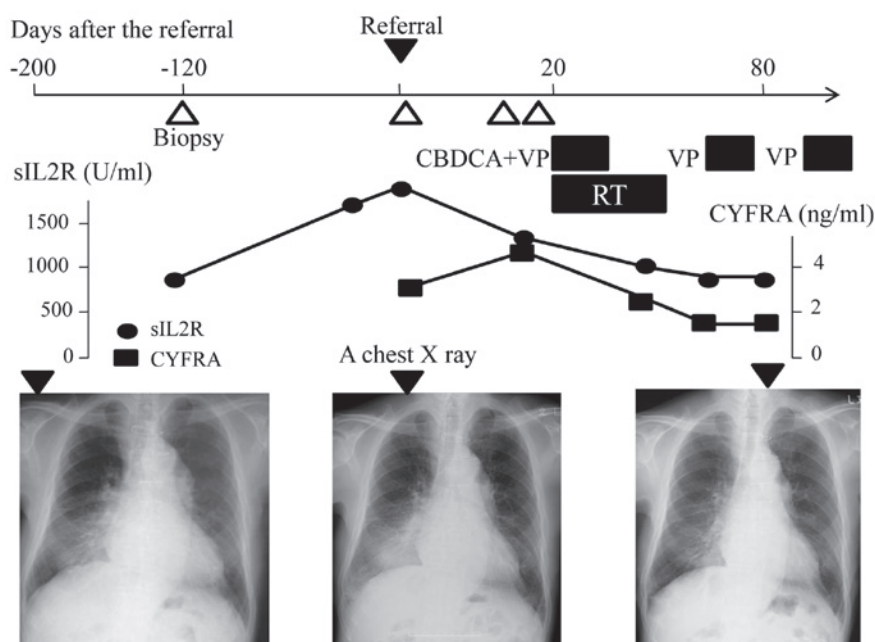 Days after the referral
Referral
-200 -120 20 80
Biopsy
CBDCA+VP VP VP
RT
sIL2R (U/ml)
CYFRA (ng/ml)
1500
1000
500
0
4
2
0
sIL2R
CYFRA
A chest X ray